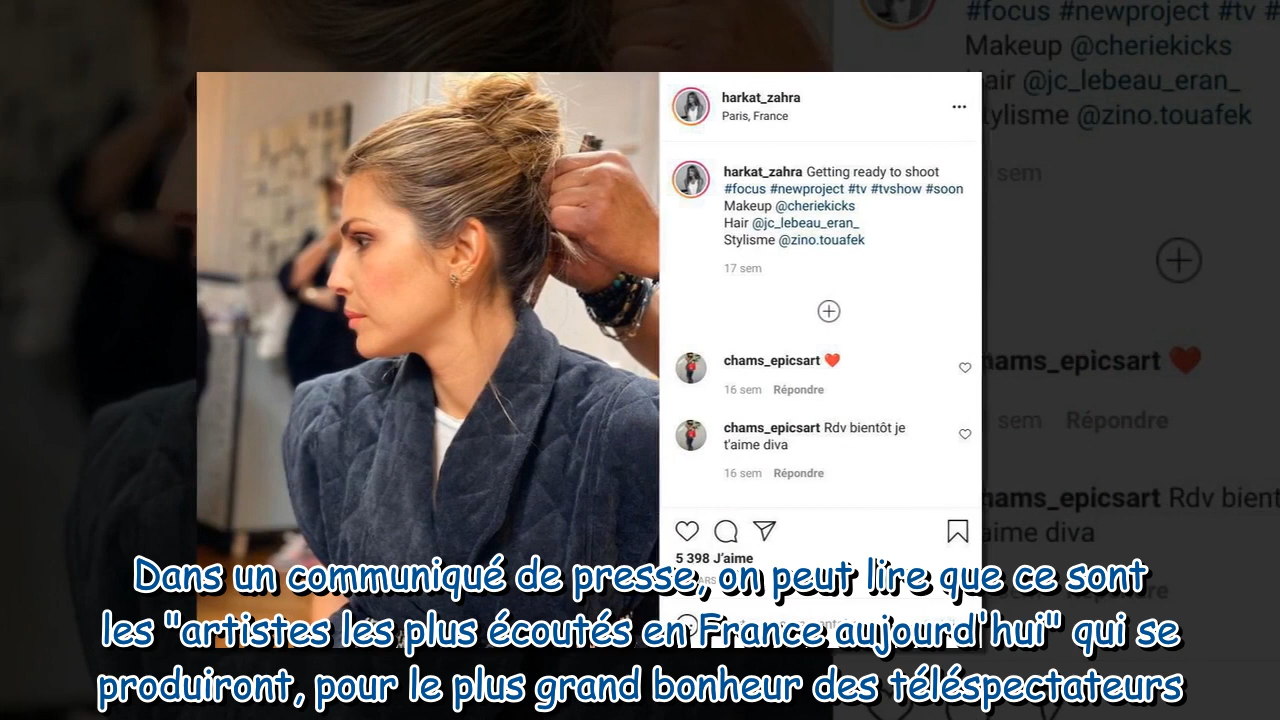 harkat_zahra
Paris, France
harkat_zahra Getting ready to shoot
#focus #newproject #tv #tvshow #soon
Makeup @cheriekicks
Hair @jc_lebeau_eran_
Stylisme @zino.touafek
17 sem
chams_epicsart ❤️
16 sem Répondre
chams_epicsart Rdv bientôt je
t'aime diva
16 sem Répondre
5 398 J'aime
Dans un communiqué de presse, on peut lire que ce sont
les "artistes les plus écoutés en France aujourd'hui" qui se
produiront, pour le plus grand bonheur des téléspectateurs
#focus #newproject #tv #
Makeup @cheriekicks
air @jc_lebeau_eran_
tylisme @zino.touafek
sem
hams_epicsart ❤️
sem Répondre
hams_epicsart Rdv bient
aime diva